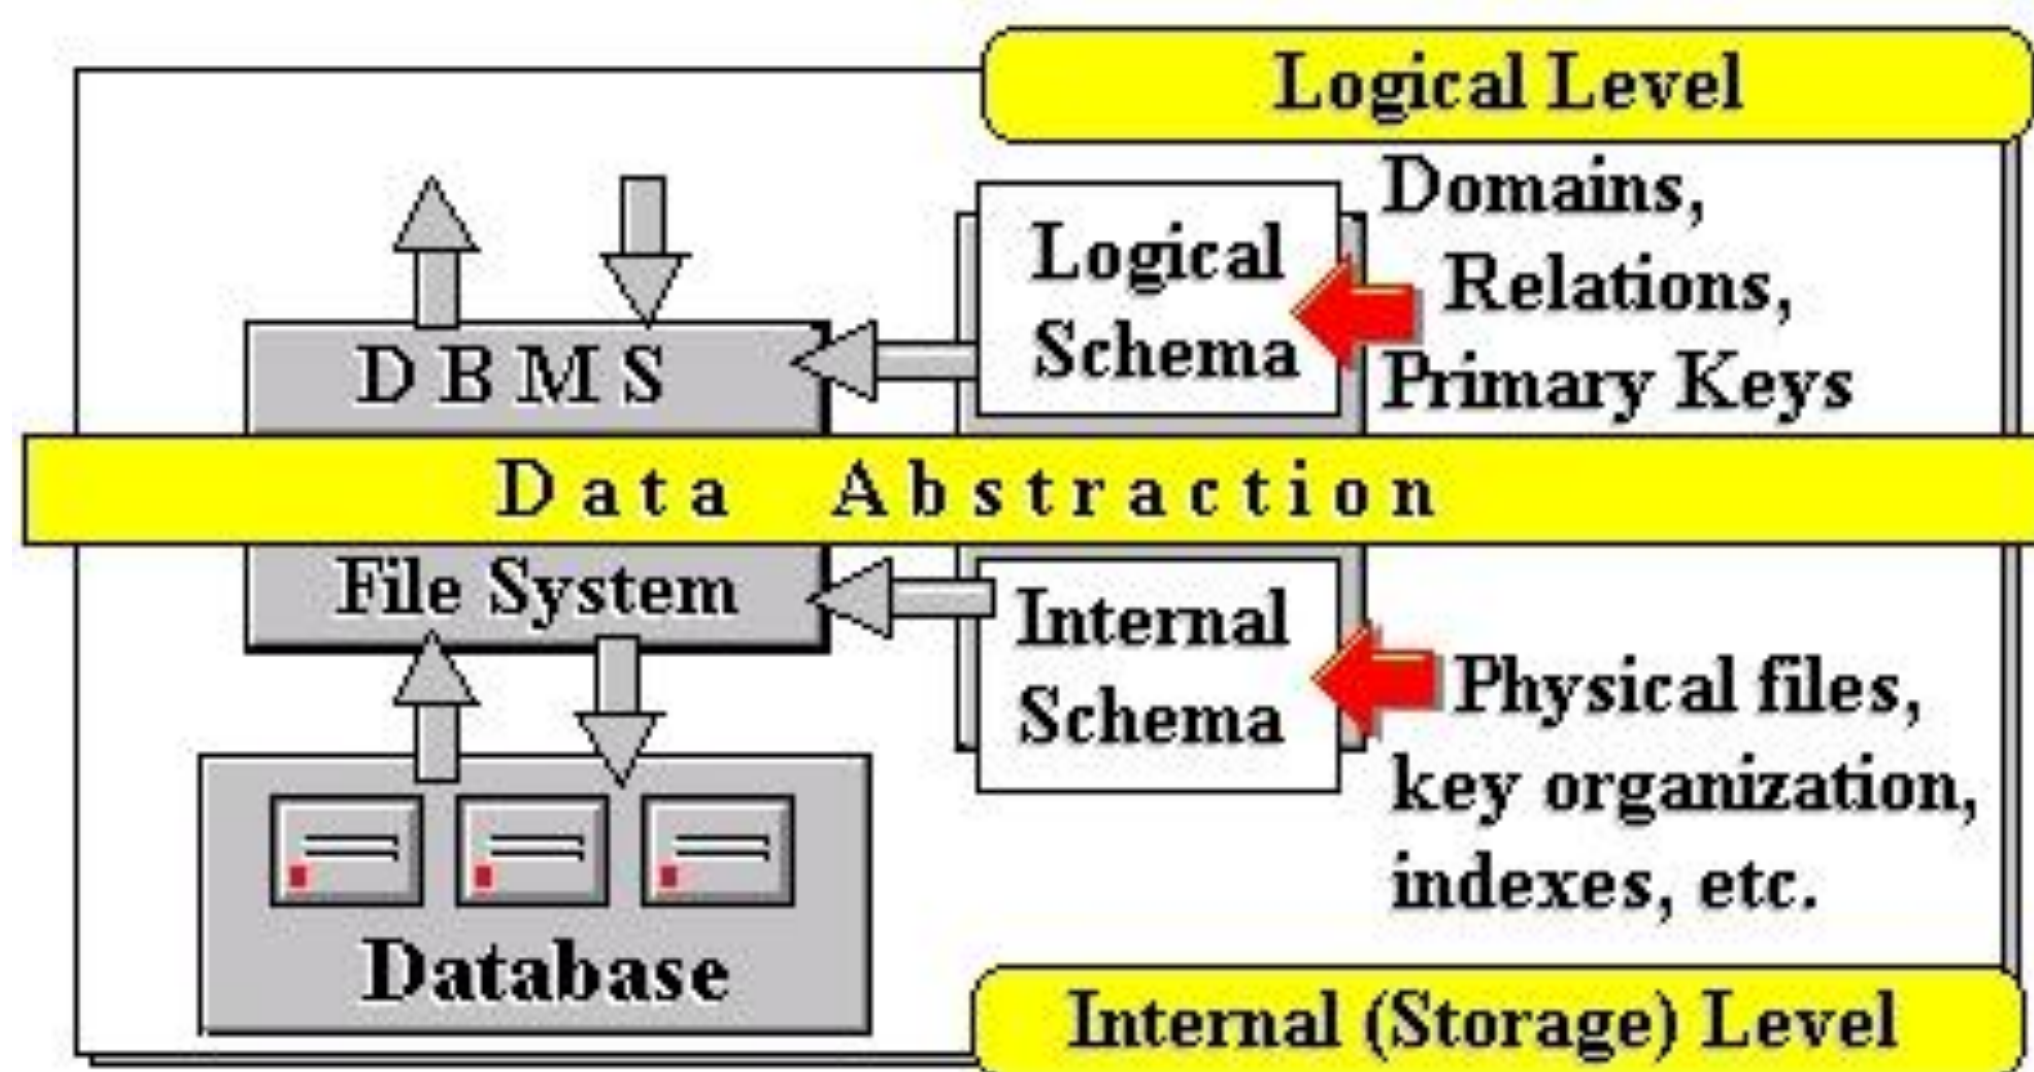 Logical Level
Logical
Schema
Domains,
Relations,
Primary Keys
D B M S
Data Abstraction
File System
Internal
Schema
Physical files,
key organization,
indexes, etc.
Database
Internal (Storage) Level